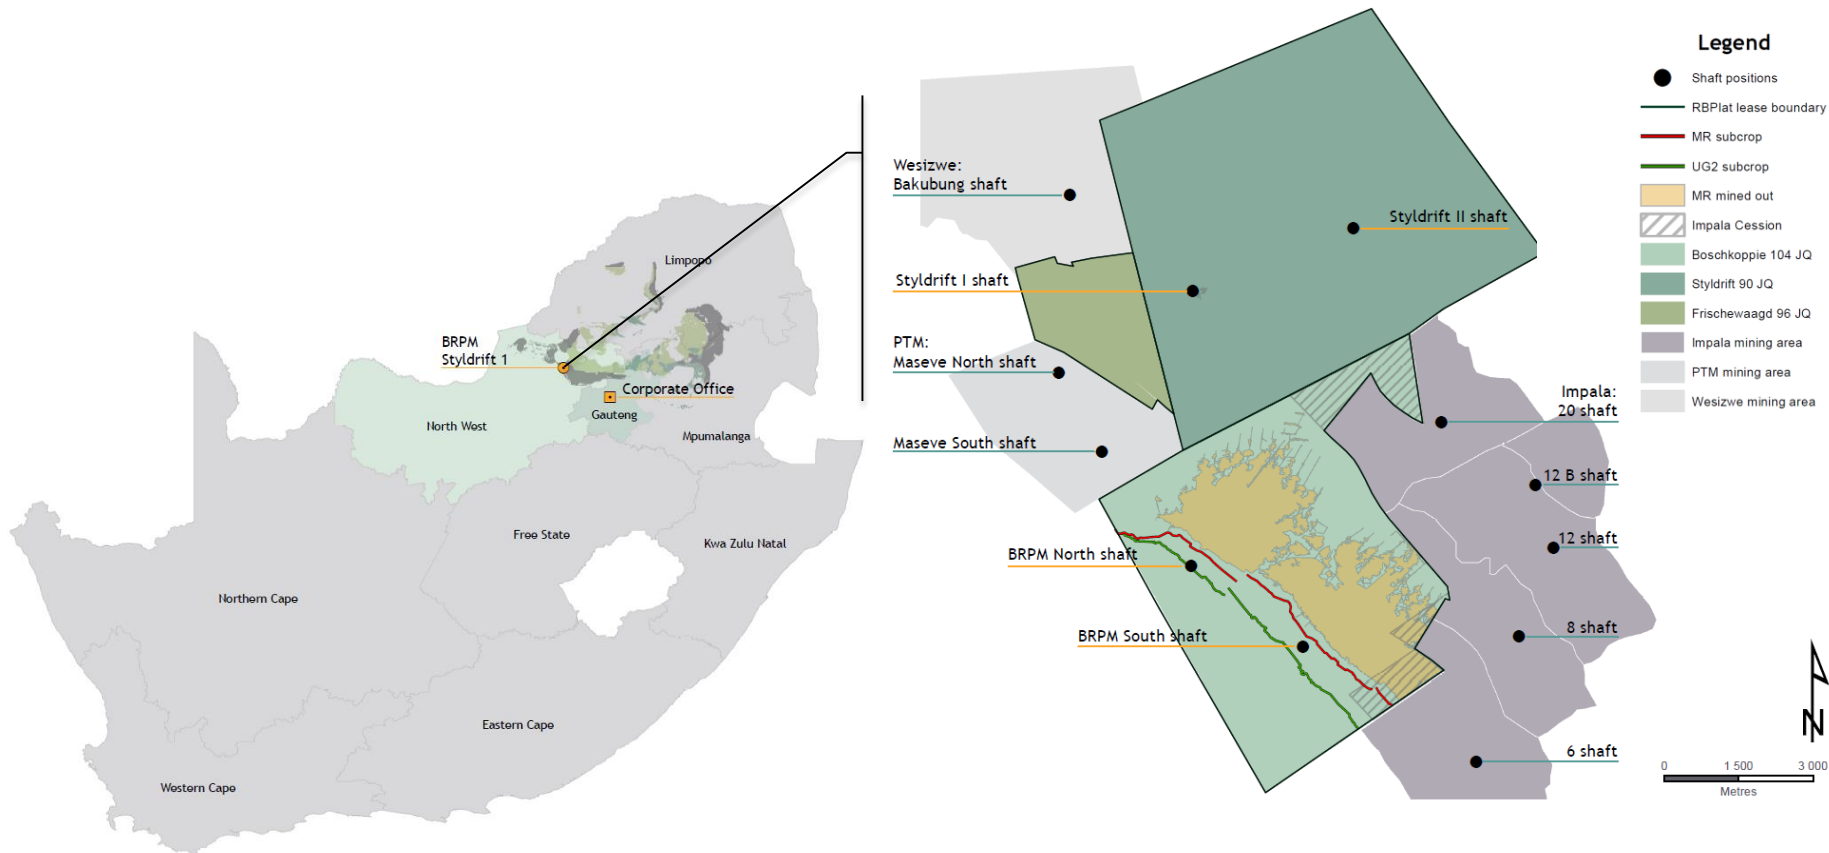 Limpopo
BRPM
Styldrift 1
Corporate Office
Gauteng
North West
Mpumalanga
Free State
Kwa Zulu Natal
Northern Cape
Eastern Cape
Western Cape
Wesizwe:
Bakubung shaft
Styldrift II shaft
Styldrift I shaft
PTM:
Maseve North shaft
Maseve South shaft
Impala:
20 shaft
12 B shaft
12 shaft
BRPM North shaft
BRPM South shaft
8 shaft
6 shaft
Legend
Shaft positions
RBPlat lease boundary
MR subcrop
UG2 subcrop
MR mined out
Impala Cession
Boschkoppie 104 JQ
Styldrift 90 JQ
Frischewaagd 96 JQ
Impala mining area
PTM mining area
Wesizwe mining area
N
0 1 500 3 000
Metres